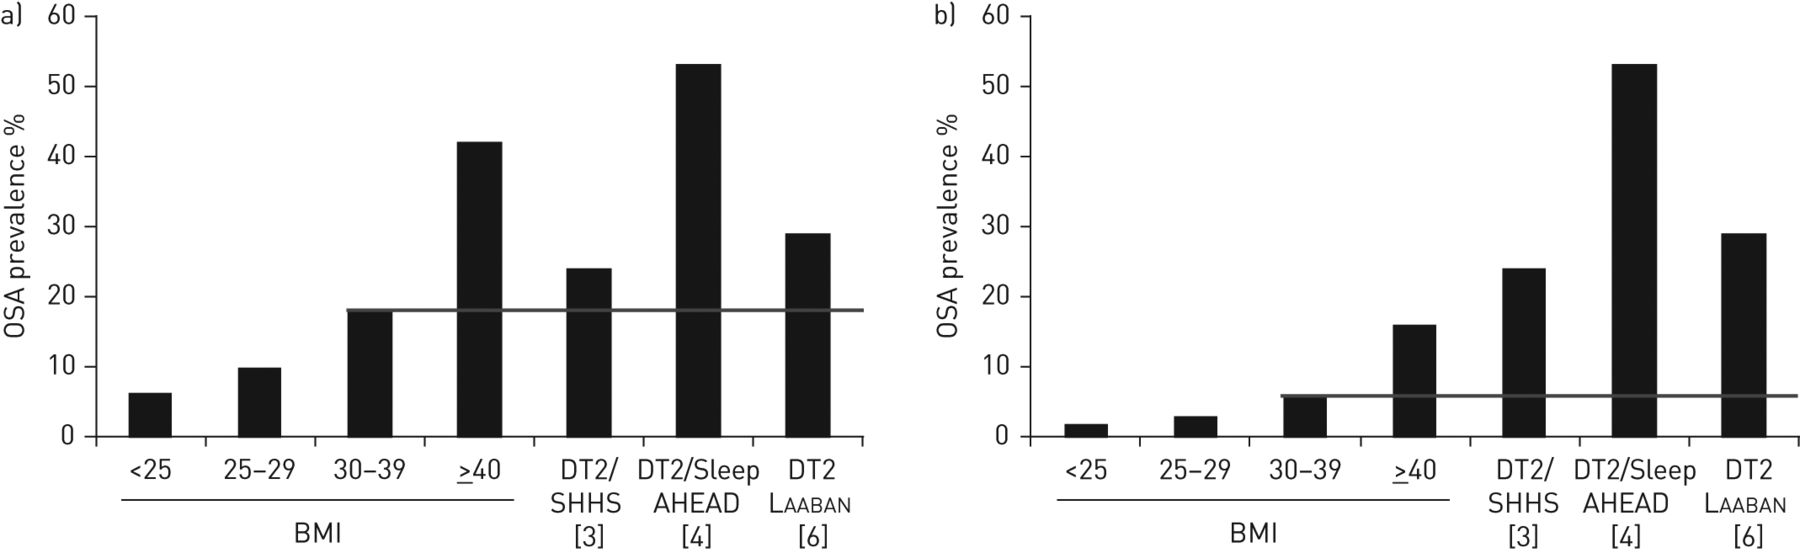 a)
OSA prevalence %
60
50
40
30
20
10
0
<25 25–29 30–39 ≥40 DT2/ DT2/Sleep DT2
SHHS AHEAD LAABAN
[3] [4] [6]
BMI
b)
OSA prevalence %
60
50
40
30
20
10
0
<25 25–29 30–39 ≥40 DT2/ DT2/Sleep DT2
SHHS AHEAD LAABAN
[3] [4] [6]
BMI